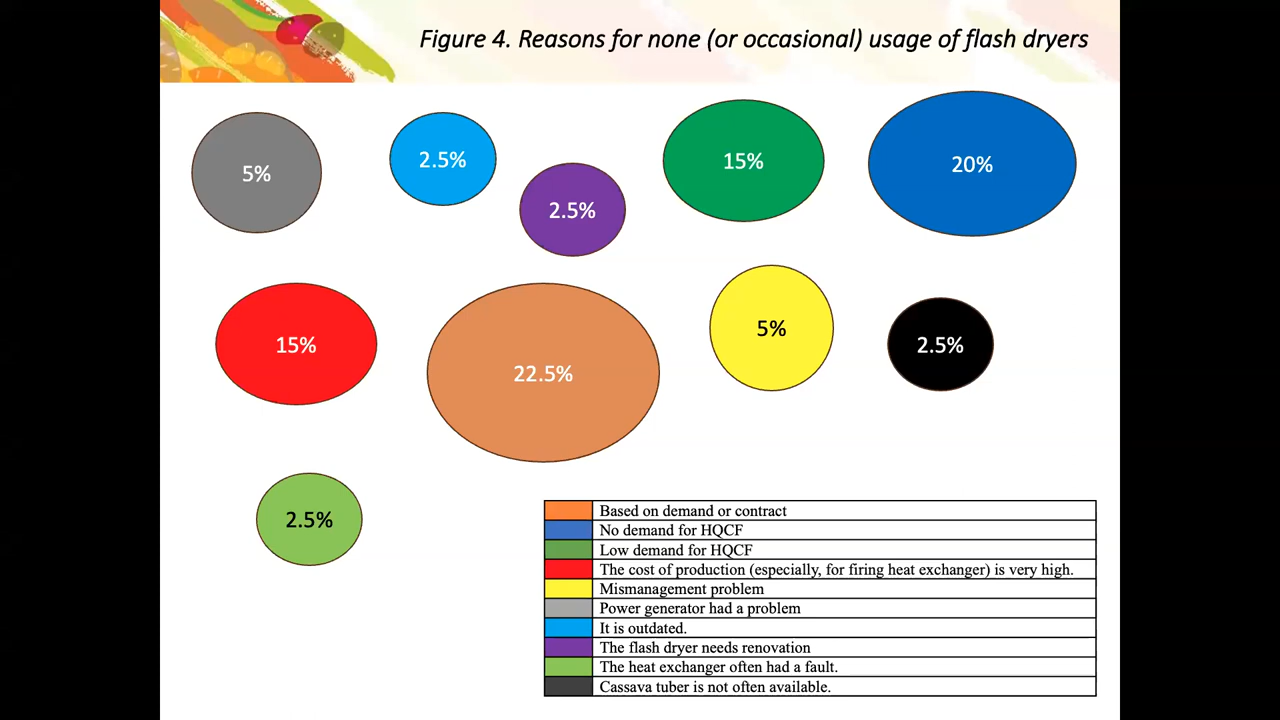 Figure 4. Reasons for none (or occasional) usage of flash dryers
5%
2.5%
2.5%
15%
20%
15%
22.5%
5%
2.5%
2.5%
Based on demand or contract
No demand for HQCF
Low demand for HQCF
The cost of production (especially, for firing heat exchanger) is very high.
Mismanagement problem
Power generator had a problem
It is outdated.
The flash dryer needs renovation
The heat exchanger often had a fault.
Cassava tuber is not often available.